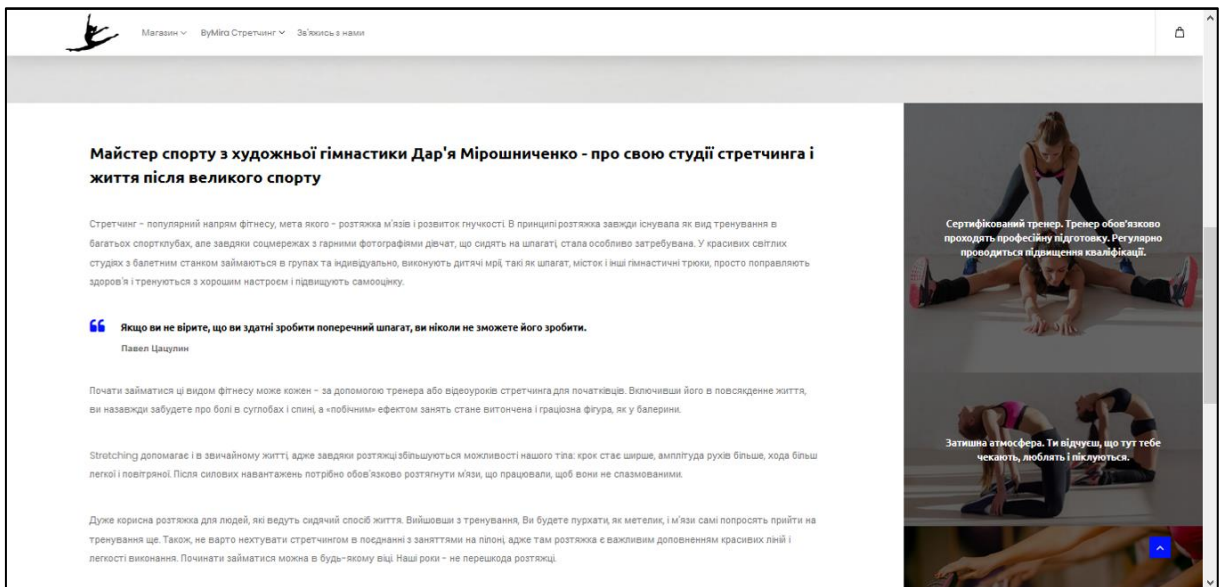 Магазин ByMira Стретчинг Зв'яжись з нами
Майстер спорту з художньої гімнастики Дар'я Мірошниченко - про свою студії стретчинга і
життя після великого спорту
Стретчинг - популярний напрям фітнесу, мета якого - розтяжка м'язів і розвиток гнучкості. В принципі розтяжка завжди існувала як вид тренування в
багатьох спортклубах, але завдяки соцмережах з гарними фотографіями дівчат, що сидять на шпагаті, стала особливо затребувана. У красивих світлих
студіях з балетним станком займаються в групах та індивідуально, виконують дитячі мрії, такі як шпагат, місток і інші гімнастичні трюки, просто поправляють
здоров'я і тренуються з хорошим настроєм і підвищують самооцінку.
Якщо ви не вірите, що ви здатні зробити поперечний шпагат, ви ніколи не зможете його зробити.
Павел Цацулин
Почати займатися ці видом фітнесу може кожен - за допомогою тренера або відеоуроків стретчинга для початківців. Включивши його в повсякденне життя,
ви назавжди забудете про болі в суглобах і спині, а «побічним» ефектом занять стане витончена і граціозна фігура, як у балерини.
Stretching допомагає і в звичайному житті, адже завдяки розтяжці збільшуються можливості нашого тіла: крок стає ширше, амплітуда рухів більше, хода більш
легкої і повітряної. Після силових навантажень потрібно обов'язково розтягнути м'язи, що працювали, щоб вони не спазмованими.
Дуже корисна розтяжка для людей, які ведуть сидячий спосіб життя. Вийшовши з тренування, Ви будете пурхати, як метелик, і м'язи самі попросять прийти на
тренування ще. Також, не варто нехтувати стретчингом в поєднанні з заняттями на пілоні, адже там розтяжка є важливим доповненням красивих ліній і
легкості виконання. Починати займатися можна в будь-якому віці. Наші роки - не перешкода розтяжці.
Сертифікований тренер. Тренер обов'язково
проходять професійну підготовку. Регулярно
проводиться підвищення кваліфікації.
Затишна атмосфера. Ти відчуєш, що тут тебе
чекають, люблять і піклуються.